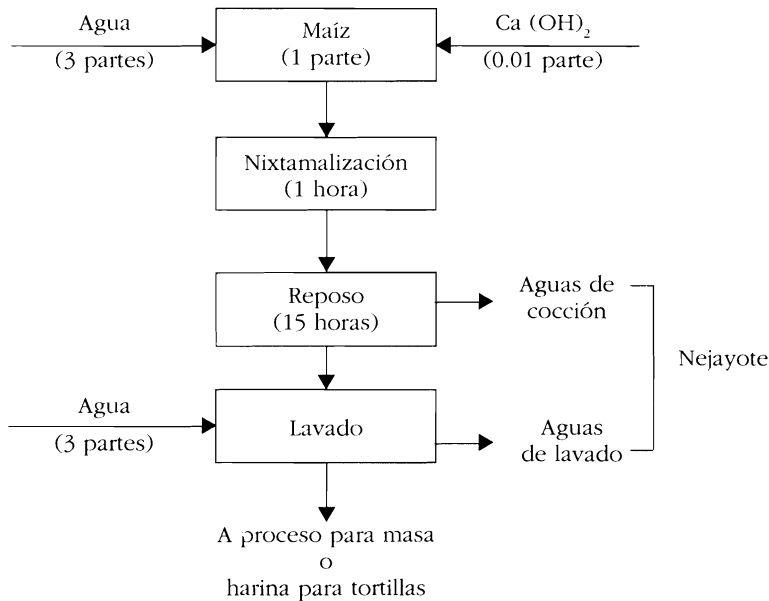 Agua
(3 partes)
Maíz
(1 parte)
Ca (OH)₂
(0.01 parte)
Nixtamalización
(1 hora)
Reposo
(15 horas)
Aguas de
cocción
Nejayote
Agua
(3 partes)
Lavado
Aguas
de lavado
A proceso para masa
o
harina para tortillas